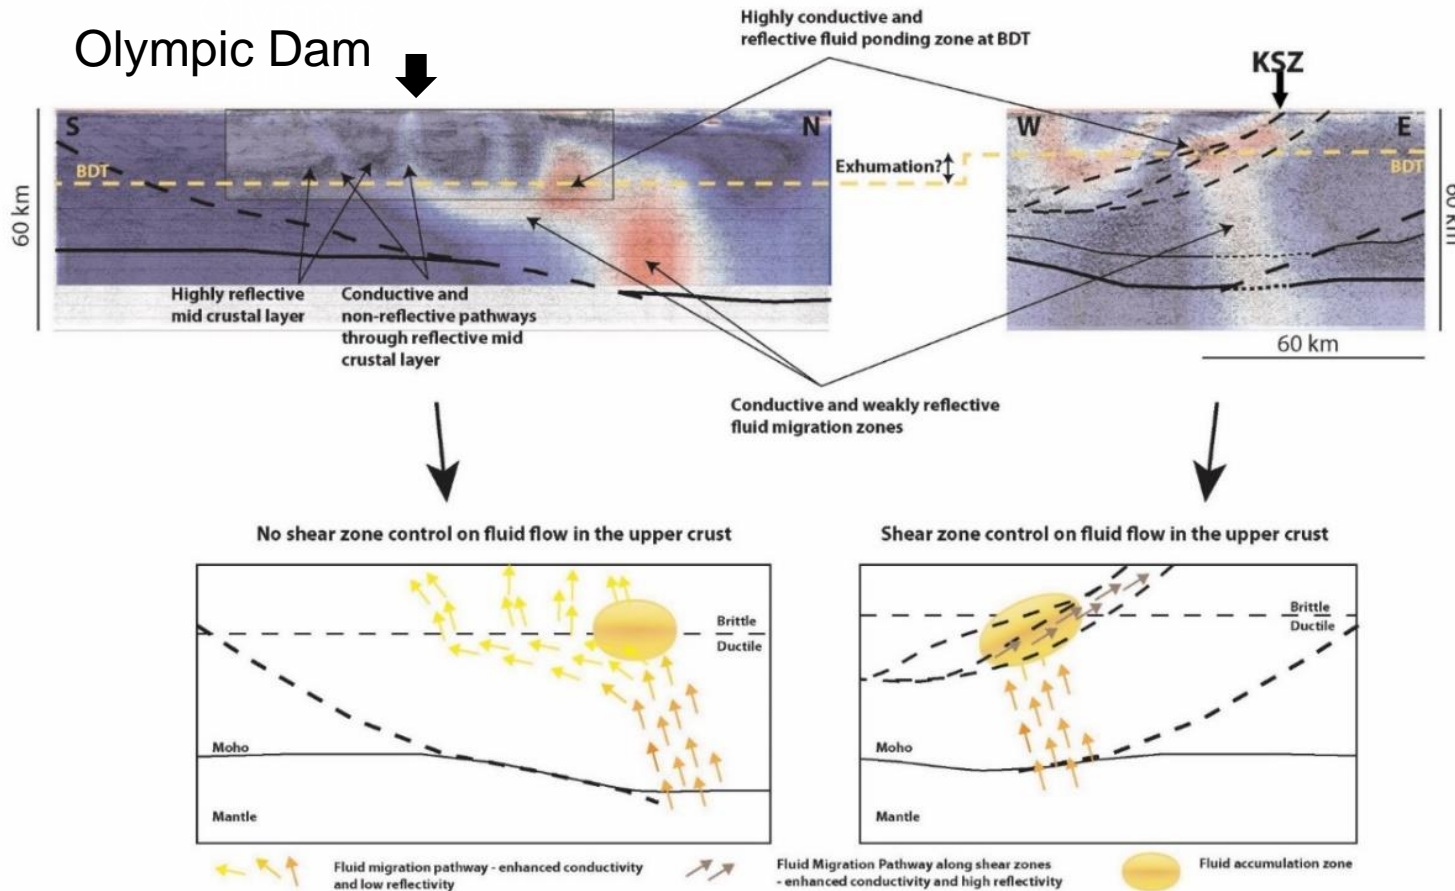 Olympic Dam
Highly conductive and
reflective fluid ponding zone at BDT
KSZ
S
N
W
E
BDT
Exhumation?
BDT
60 km
60 km
Highly reflective
mid crustal layer
Conductive and
non-reflective pathways
through reflective mid
crustal layer
60 km
Conductive and weakly reflective
fluid migration zones
No shear zone control on fluid flow in the upper crust
Shear zone control on fluid flow in the upper crust
Brittle
Ductile
Moho
Mantle
Brittle
Ductile
Moho
Mantle
Fluid migration pathway - enhanced conductivity
and low reflectivity
Fluid Migration Pathway along shear zones
- enhanced conductivity and high reflectivity
Fluid accumulation zone